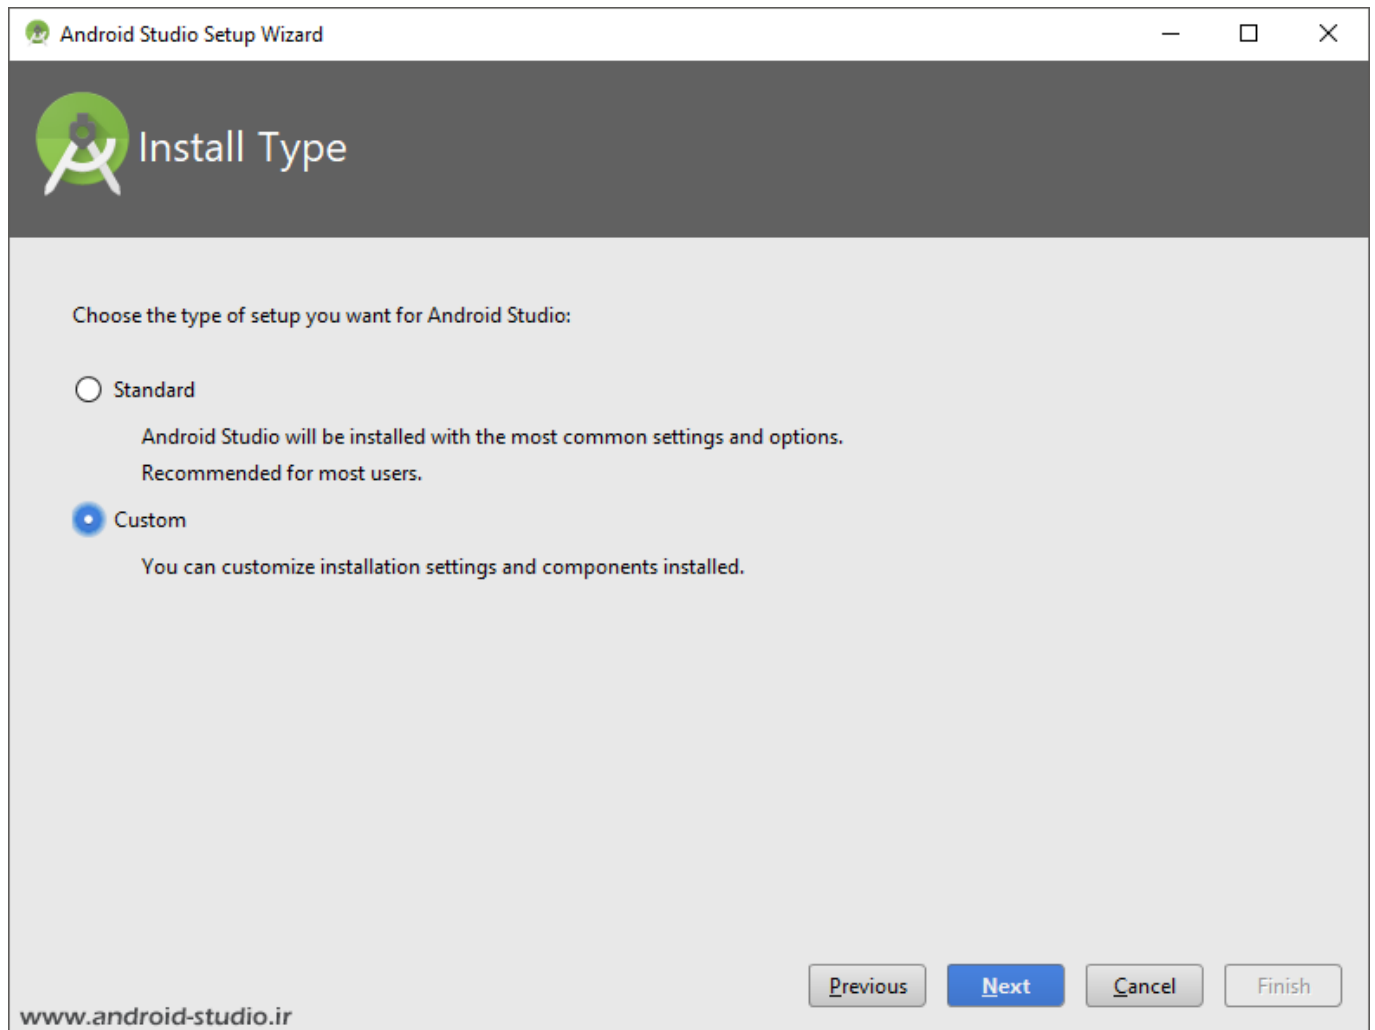 Android Studio Setup Wizard
Install Type
Choose the type of setup you want for Android Studio:
Standard
Android Studio will be installed with the most common settings and options.
Recommended for most users.
Custom
You can customize installation settings and components installed.
Previous
Next
Cancel
Finish
www.android-studio.ir